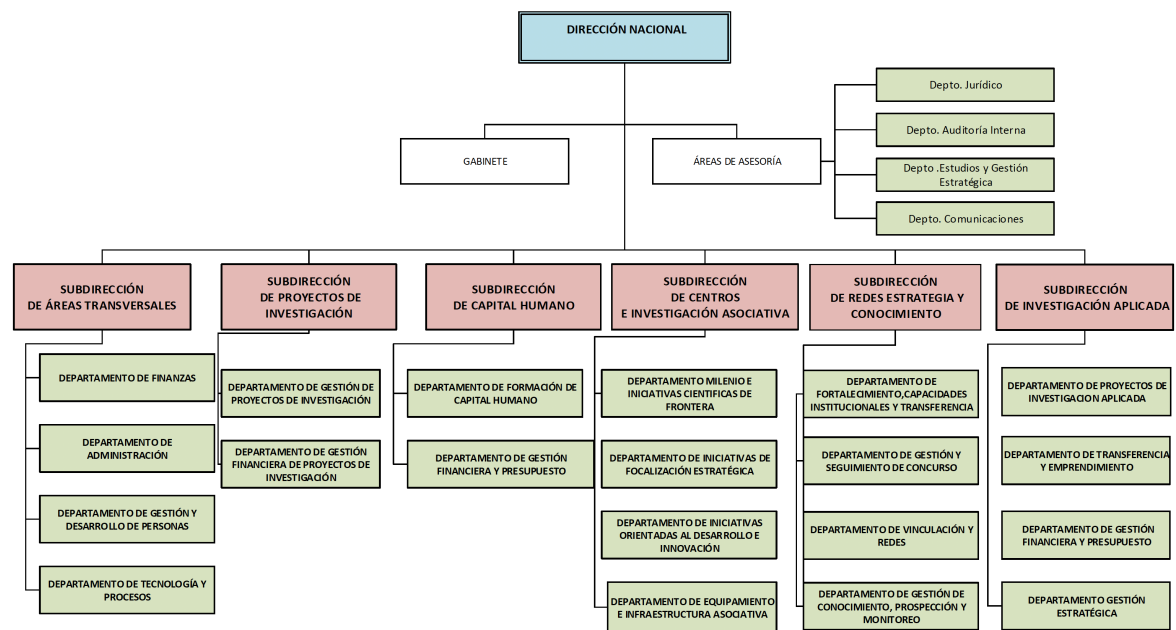 DIRECCIÓN NACIONAL
Depto. Jurídico
Depto. Auditoría Interna
GABINETE
ÁREAS DE ASESORÍA
Depto .Estudios y Gestión
Estratégica
Depto. Comunicaciones
SUBDIRECCIÓN
DE ÁREAS TRANSVERSALES
SUBDIRECCIÓN
DE PROYECTOS DE
INVESTIGACIÓN
SUBDIRECCIÓN
DE CAPITAL HUMANO
SUBDIRECCIÓN
DE CENTROS
E INVESTIGACIÓN ASOCIATIVA
SUBDIRECCIÓN
DE REDES ESTRATEGIA Y
CONOCIMIENTO
SUBDIRECCIÓN
DE INVESTIGACIÓN APLICADA
DEPARTAMENTO DE FINANZAS
DEPARTAMENTO DE
ADMINISTRACIÓN
DEPARTAMENTO DE GESTIÓN Y
DESARROLLO DE PERSONAS
DEPARTAMENTO DE TECNOLOGÍA Y
PROCESOS
DEPARTAMENTO DE GESTIÓN DE
PROYECTOS DE INVESTIGACIÓN
DEPARTAMENTO DE GESTIÓN
FINANCIERA DE PROYECTOS DE
INVESTIGACIÓN
DEPARTAMENTO DE FORMACIÓN DE
CAPITAL HUMANO
DEPARTAMENTO DE GESTIÓN
FINANCIERA Y PRESUPUESTO
DEPARTAMENTO MILENIO E
INICIATIVAS CIENTIFICAS DE
FRONTERA
DEPARTAMENTO DE INICIATIVAS DE
FOCALIZACIÓN ESTRATÉGICA
DEPARTAMENTO DE INICIATIVAS
ORIENTADAS AL DESARROLLO E
INNOVACIÓN
DEPARTAMENTO DE EQUIPAMIENTO
E INFRAESTRUCTURA ASOCIATIVA
DEPARTAMENTO DE
FORTALECIMIENTO,CAPACIDADES
INSTITUCIONALES Y TRANSFERENCIA
DEPARTAMENTO DE GESTIÓN Y
SEGUIMIENTO DE CONCURSO
DEPARTAMENTO DE VINCULACIÓN Y
REDES
DEPARTAMENTO DE GESTIÓN DE
CONOCIMIENTO, PROSPECCIÓN Y
MONITOREO
DEPARTAMENTO DE PROYECTOS DE
INVESTIGACION APLICADA
DEPARTAMENTO DE TRANSFERENCIA
Y EMPRENDIMIENTO
DEPARTAMENTO DE GESTIÓN
FINANCIERA Y PRESUPUESTO
DEPARTAMENTO GESTIÓN
ESTRATÉGICA